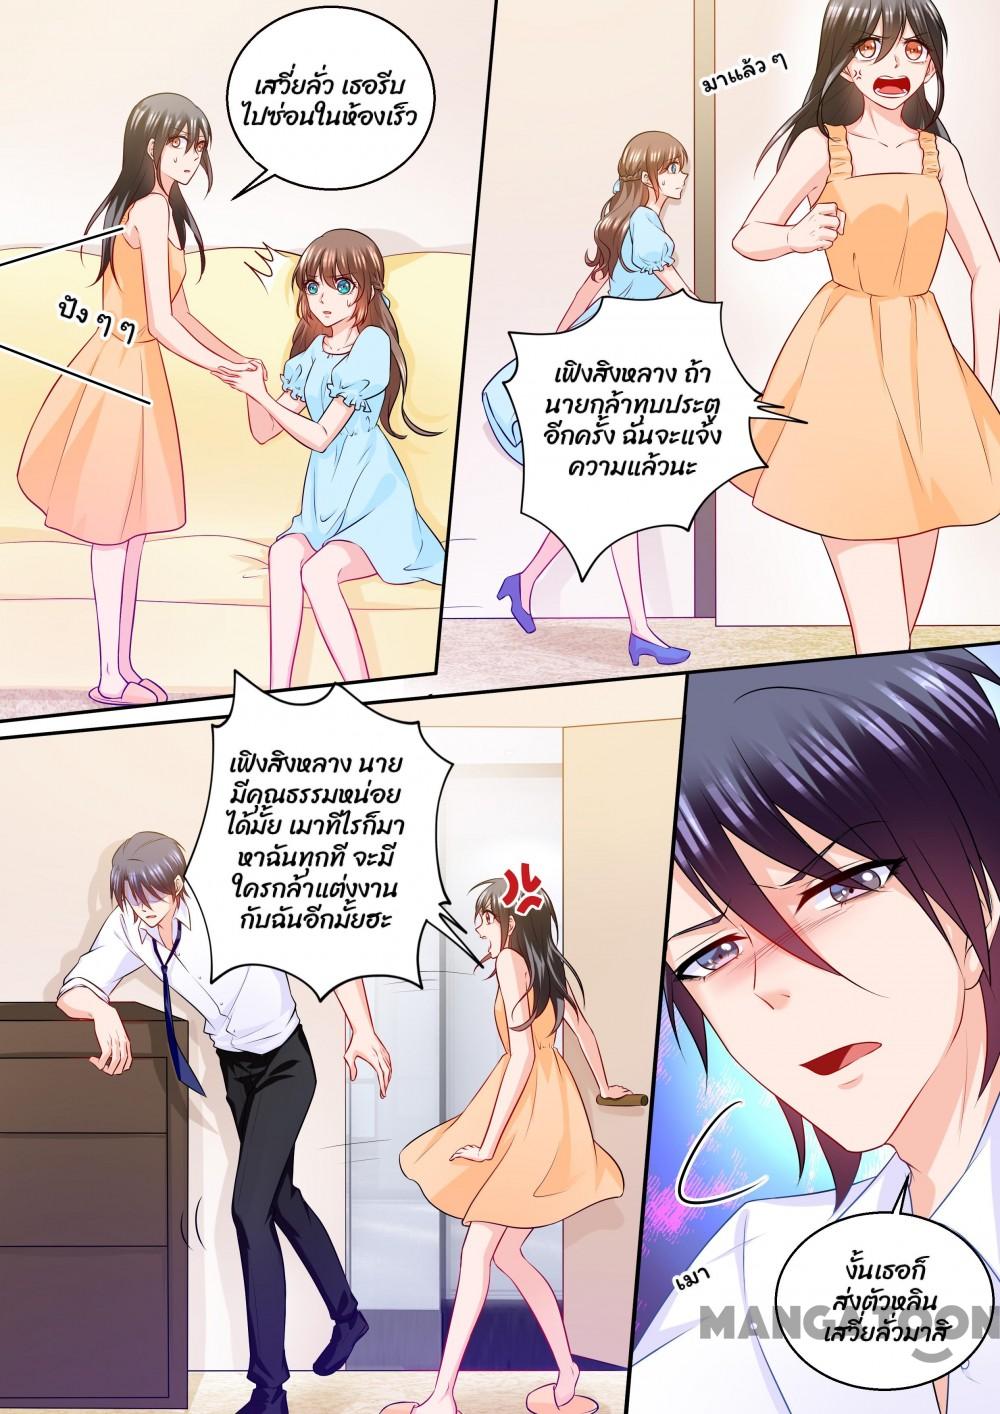 เสวี่ยลั่ว เธอรีบ
ไปซ่อนในห้องเร็ว
ปัง ๆ ๆ
มาแล้ว ๆ
เฟิงสิงหลาง ถ้า
นายกล้าทุบประตู
อีกครั้ง ฉันจะแจ้ง
ความแล้วนะ
เฟิงสิงหลาง นาย
มีคุณธรรมหน่อย
ได้มั้ย เมาทีไรก็มา
หาฉันทุกที จะมี
ใครกล้าแต่งงาน
กับฉันอีกมั้ยฮะ
เมา
งั้นเธอก็
ส่งตัวหลิน
เสวี่ยลั่วมาสิ
MANGATOON